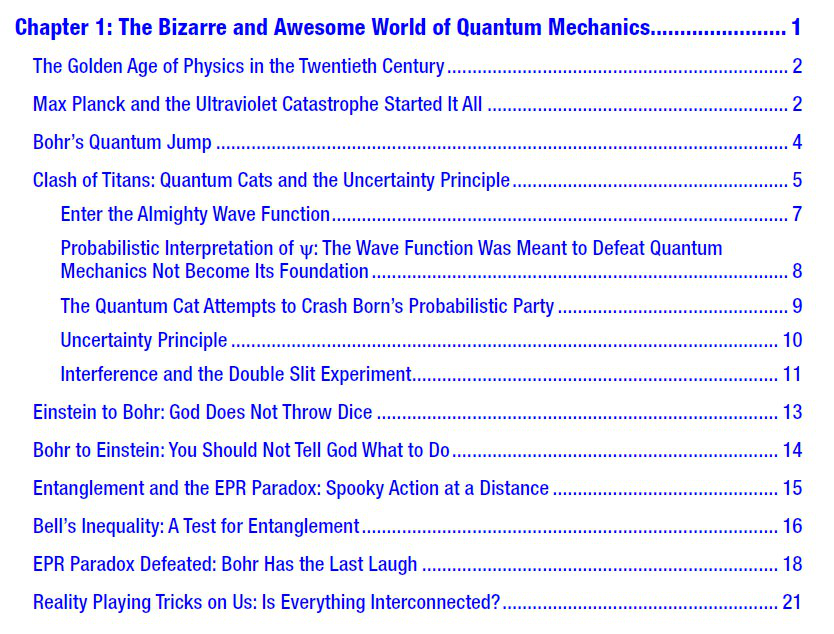 Chapter 1: The Bizarre and Awesome World of Quantum Mechanics....................... 1
The Golden Age of Physics in the Twentieth Century................................................................... 2
Max Planck and the Ultraviolet Catastrophe Started It All ........................................................... 2
Bohr's Quantum Jump ................................................................................................................ 4
Clash of Titans: Quantum Cats and the Uncertainty Principle...................................................... 5
Enter the Almighty Wave Function.......................................................................................... 7
Probabilistic Interpretation of ψ: The Wave Function Was Meant to Defeat Quantum
Mechanics Not Become Its Foundation .................................................................................. 8
The Quantum Cat Attempts to Crash Born's Probabilistic Party ............................................. 9
Uncertainty Principle ............................................................................................................ 10
Interference and the Double Slit Experiment........................................................................ 11
Einstein to Bohr: God Does Not Throw Dice ............................................................................... 13
Bohr to Einstein: You Should Not Tell God What to Do................................................................ 14
Entanglement and the EPR Paradox: Spooky Action at a Distance ............................................ 15
Bell's Inequality: A Test for Entanglement.................................................................................. 16
EPR Paradox Defeated: Bohr Has the Last Laugh ...................................................................... 18
Reality Playing Tricks on Us: Is Everything Interconnected?...................................................... 21